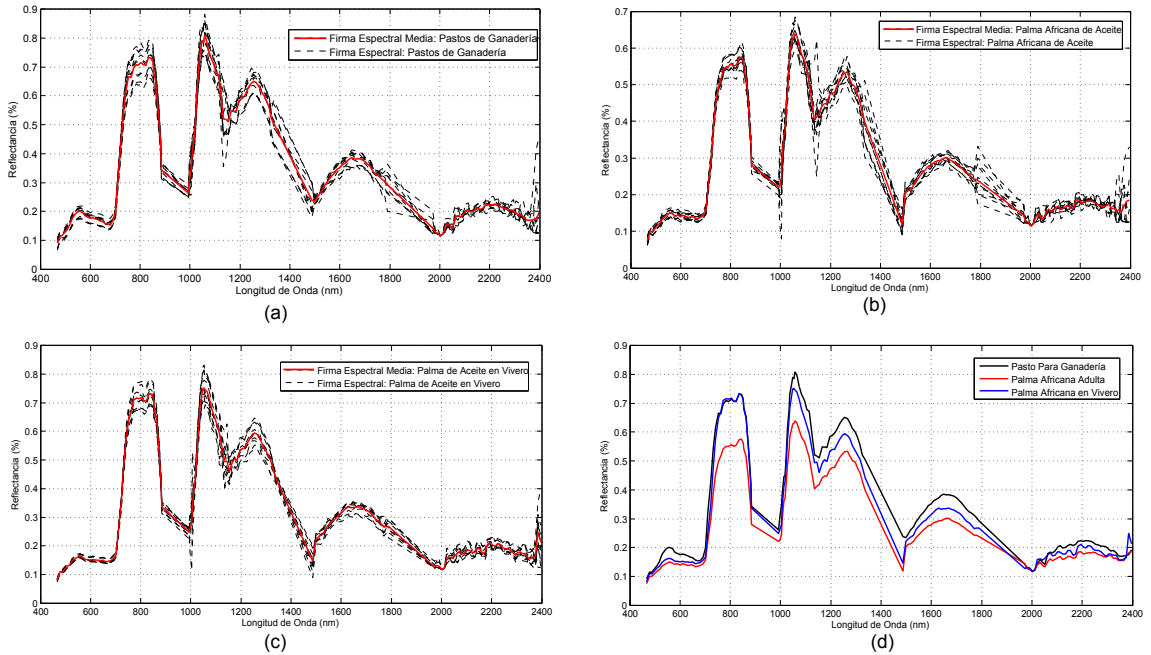 0.9
0.8
0.7
0.6
0.5
0.4
0.3
0.2
0.1
0
Reflectancia (%)
Firma Espectral Media: Pastos de Ganadería
Firma Espectral: Pastos de Ganadería
400 600 800 1000 1200 1400 1600 1800 2000 2200 2400
Longitud de Onda (nm)
(a)
0.7
0.6
0.5
0.4
0.3
0.2
0.1
0
Reflectancia (%)
Firma Espectral Media: Palma Africana de Aceite
Firma Espectral: Palma Africana de Aceite
400 600 800 1000 1200 1400 1600 1800 2000 2200 2400
Longitud de Onda (nm)
(b)
0.9
0.8
0.7
0.6
0.5
0.4
0.3
0.2
0.1
0
Reflectancia (%)
Firma Espectral Media: Palma de Aceite en Vivero
Firma Espectral: Palma de Aceite en Vivero
400 600 800 1000 1200 1400 1600 1800 2000 2200 2400
Longitud de Onda (nm)
(c)
0.9
0.8
0.7
0.6
0.5
0.4
0.3
0.2
0.1
0
Reflectancia (%)
Pasto Para Ganadería
Palma Africana Adulta
Palma Africana en Vivero
400 600 800 1000 1200 1400 1600 1800 2000 2200 2400
Longitud de Onda (nm)
(d)